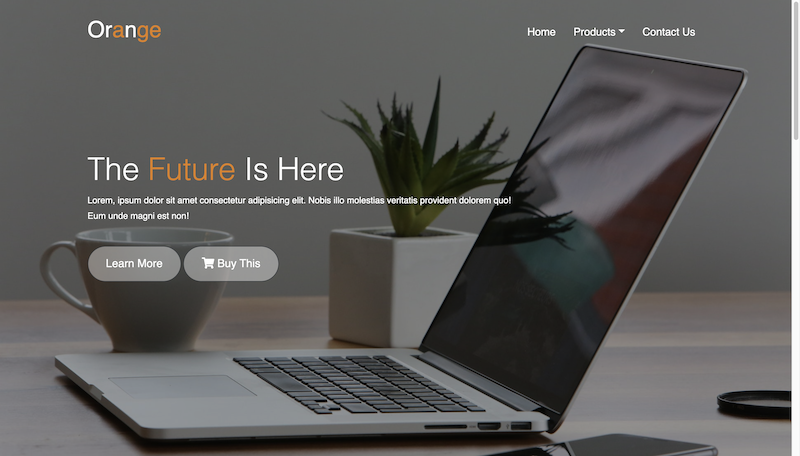 Orange
Home Products Contact Us
The Future Is Here
Lorem, ipsum dolor sit amet consectetur adipisicing elit. Nobis illo molestias veritatis provident dolorem quo!
Eum unde magni est non!
Learn More Buy This